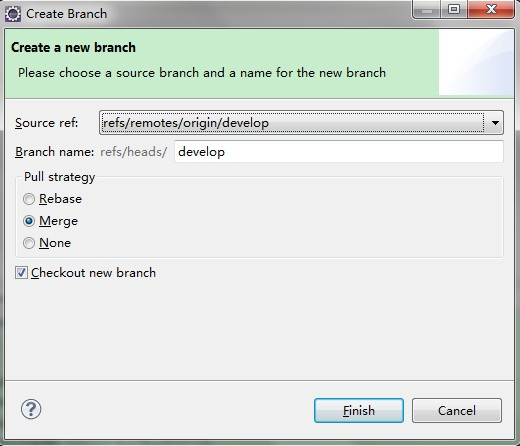 Create Branch
Create a new branch
Please choose a source branch and a name for the new branch
Source ref: refs/remotes/origin/develop
Branch name: refs/heads/ develop
Pull strategy
Rebase
Merge
None
Checkout new branch
? Finish Cancel